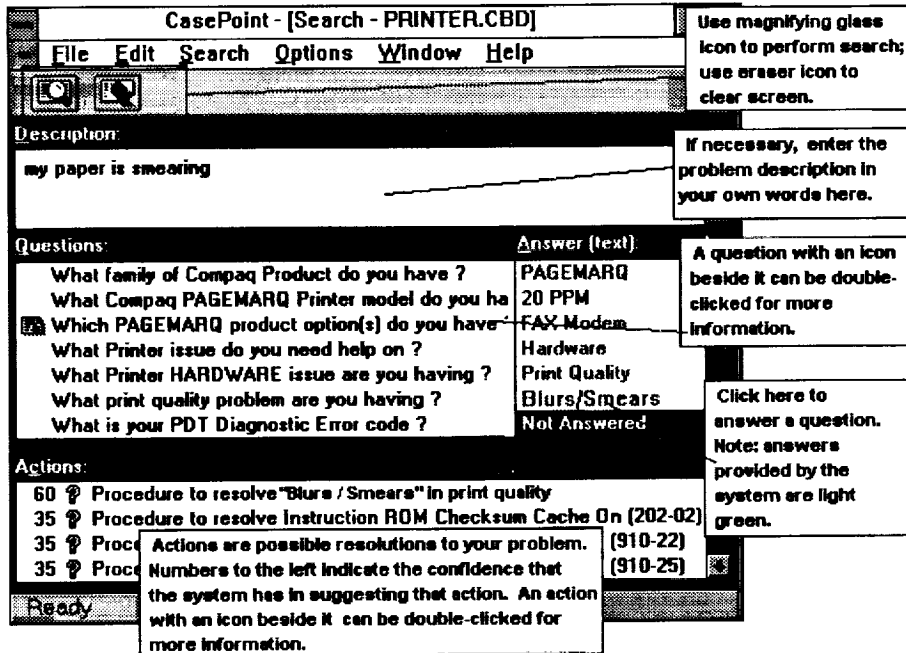 CasePoint - [Search - PRINTER.CBD]
File Edit Search Options Window Help
Use magnifying glass
icon to perform search;
use eraser icon to
clear screen.
Description:
my paper is smearing
If necessary, enter the
problem description in
your own words here.
Questions:
Answer (text):
What family of Compaq Product do you have ?
PAGEMARQ
What Compaq PAGEMARQ Printer model do you ha
20 PPM
Which PAGEMARQ product option(s) do you have
FAX Modem
What Printer issue do you need help on ?
Hardware
What Printer HARDWARE issue are you having ?
Print Quality
What print quality problem are you having ?
Blurs/Smears
What is your PDT Diagnostic Error code ?
Not Answered
A question with an icon
beside it can be double-
clicked for more
information.
Click here to
answer a question.
Note: answers
provided by the
system are light
green.
Actions:
60 Procedure to resolve "Blurs / Smears" in print quality
35 Procedure to resolve Instruction ROM Checksum Cache On (202-02)
35 Proce (910-22)
35 Proce (910-25)
Actions are possible resolutions to your problem.
Numbers to the left indicate the confidence that
the system has in suggesting that action. An action
with an icon beside it can be double-clicked for
more information.
Ready